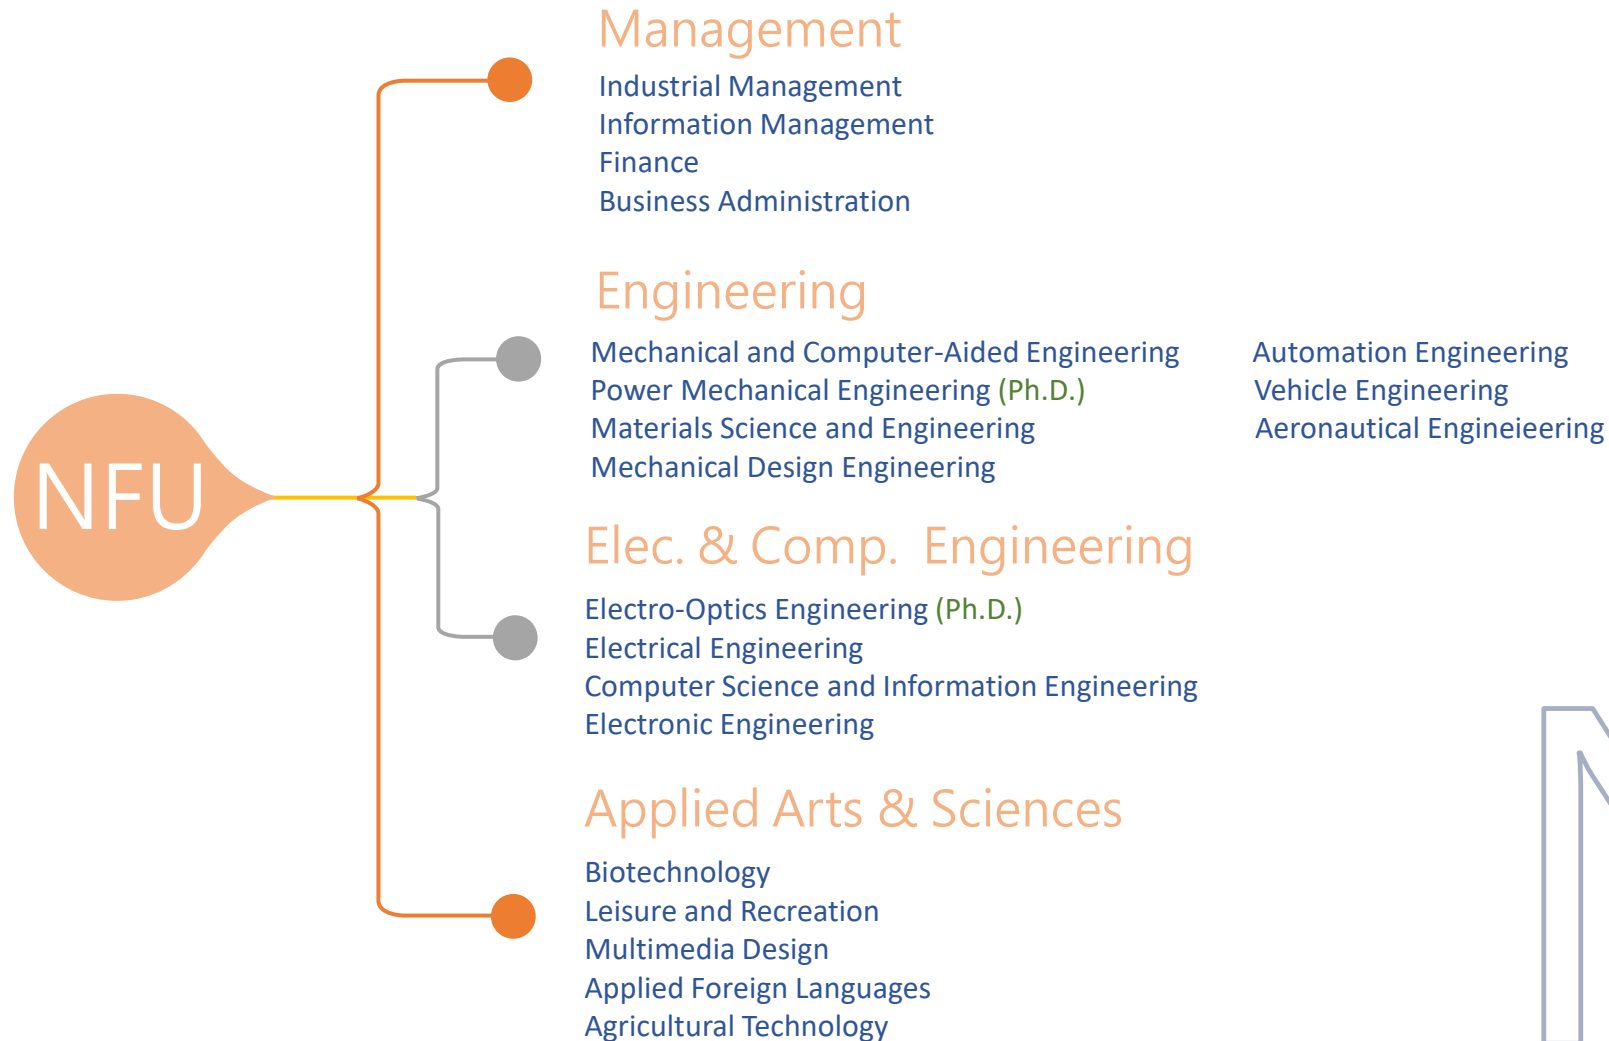 NFU
Management
Industrial Management
Information Management
Finance
Business Administration
Engineering
Mechanical and Computer-Aided Engineering
Power Mechanical Engineering (Ph.D.)
Materials Science and Engineering
Mechanical Design Engineering
Automation Engineering
Vehicle Engineering
Aeronautical Engineieering
Elec. & Comp. Engineering
Electro-Optics Engineering (Ph.D.)
Electrical Engineering
Computer Science and Information Engineering
Electronic Engineering
Applied Arts & Sciences
Biotechnology
Leisure and Recreation
Multimedia Design
Applied Foreign Languages
Agricultural Technology